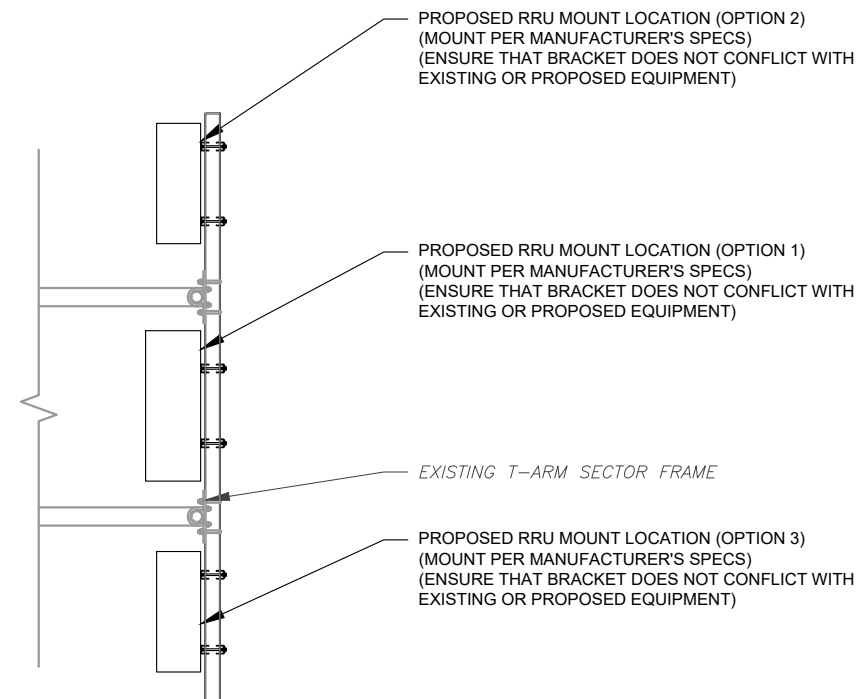 PROPOSED RRU MOUNT LOCATION (OPTION 2)
(MOUNT PER MANUFACTURER'S SPECS)
(ENSURE THAT BRACKET DOES NOT CONFLICT WITH
EXISTING OR PROPOSED EQUIPMENT)
PROPOSED RRU MOUNT LOCATION (OPTION 1)
(MOUNT PER MANUFACTURER'S SPECS)
(ENSURE THAT BRACKET DOES NOT CONFLICT WITH
EXISTING OR PROPOSED EQUIPMENT)
EXISTING T-ARM SECTOR FRAME
PROPOSED RRU MOUNT LOCATION (OPTION 3)
(MOUNT PER MANUFACTURER'S SPECS)
(ENSURE THAT BRACKET DOES NOT CONFLICT WITH
EXISTING OR PROPOSED EQUIPMENT)